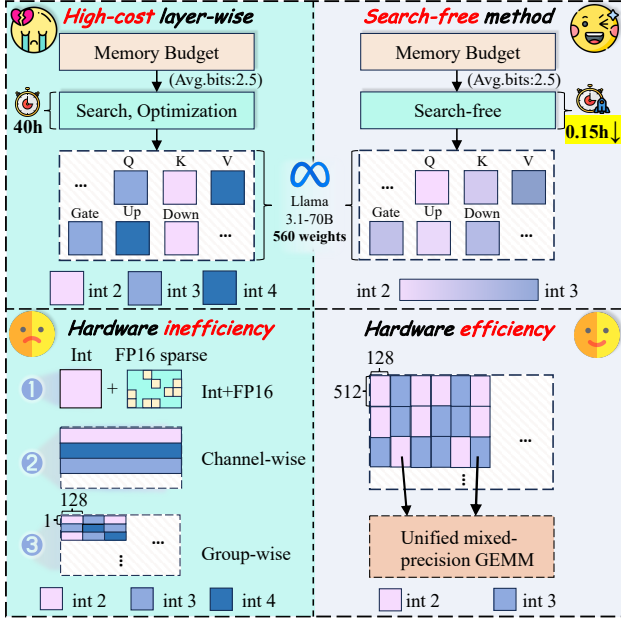 High-cost layer-wise
Memory Budget
(Avg.bits:2.5)
40h
Search, Optimization
Q K V
...
Gate Up Down
...
int 2 int 3 int 4
Search-free method
Memory Budget
(Avg.bits:2.5)
Search-free
0.15h↓
Q K V
...
Gate Up Down
...
int 2 int 3
Llama
3.1-70B
560 weights
Hardware inefficiency
Int FP16 sparse
1 + Int+FP16
2 Channel-wise
128
1
3 ...
⋮ Group-wise
int 2 int 3 int 4
Hardware efficiency
128
512
...
⋮
Unified mixed-
precision GEMM
int 2 int 3